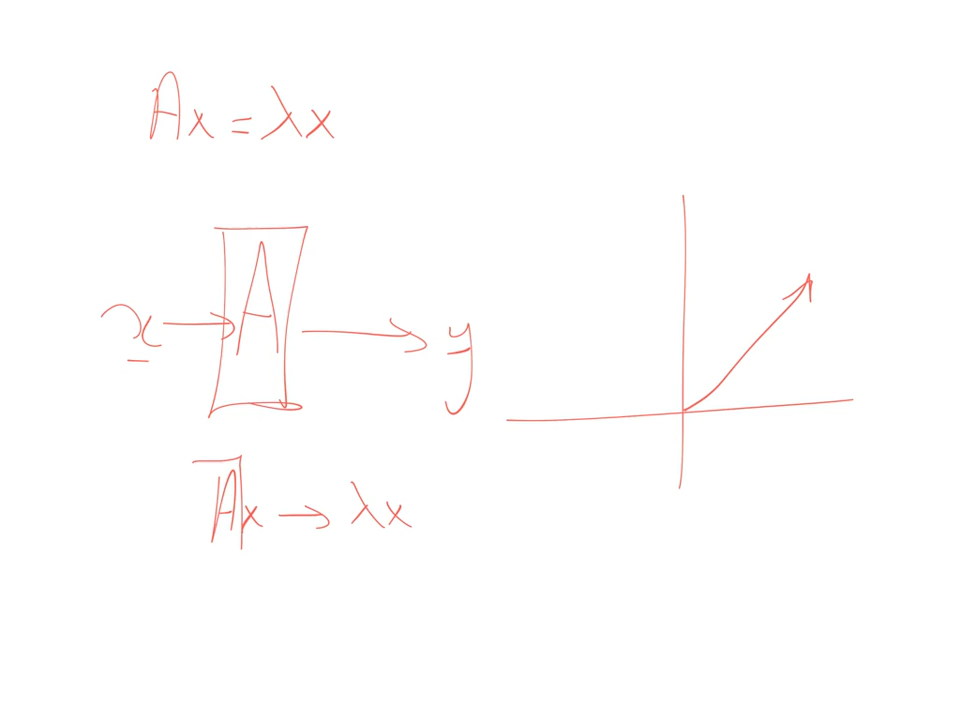 Ax = λx
x → A → y
Ax → λx